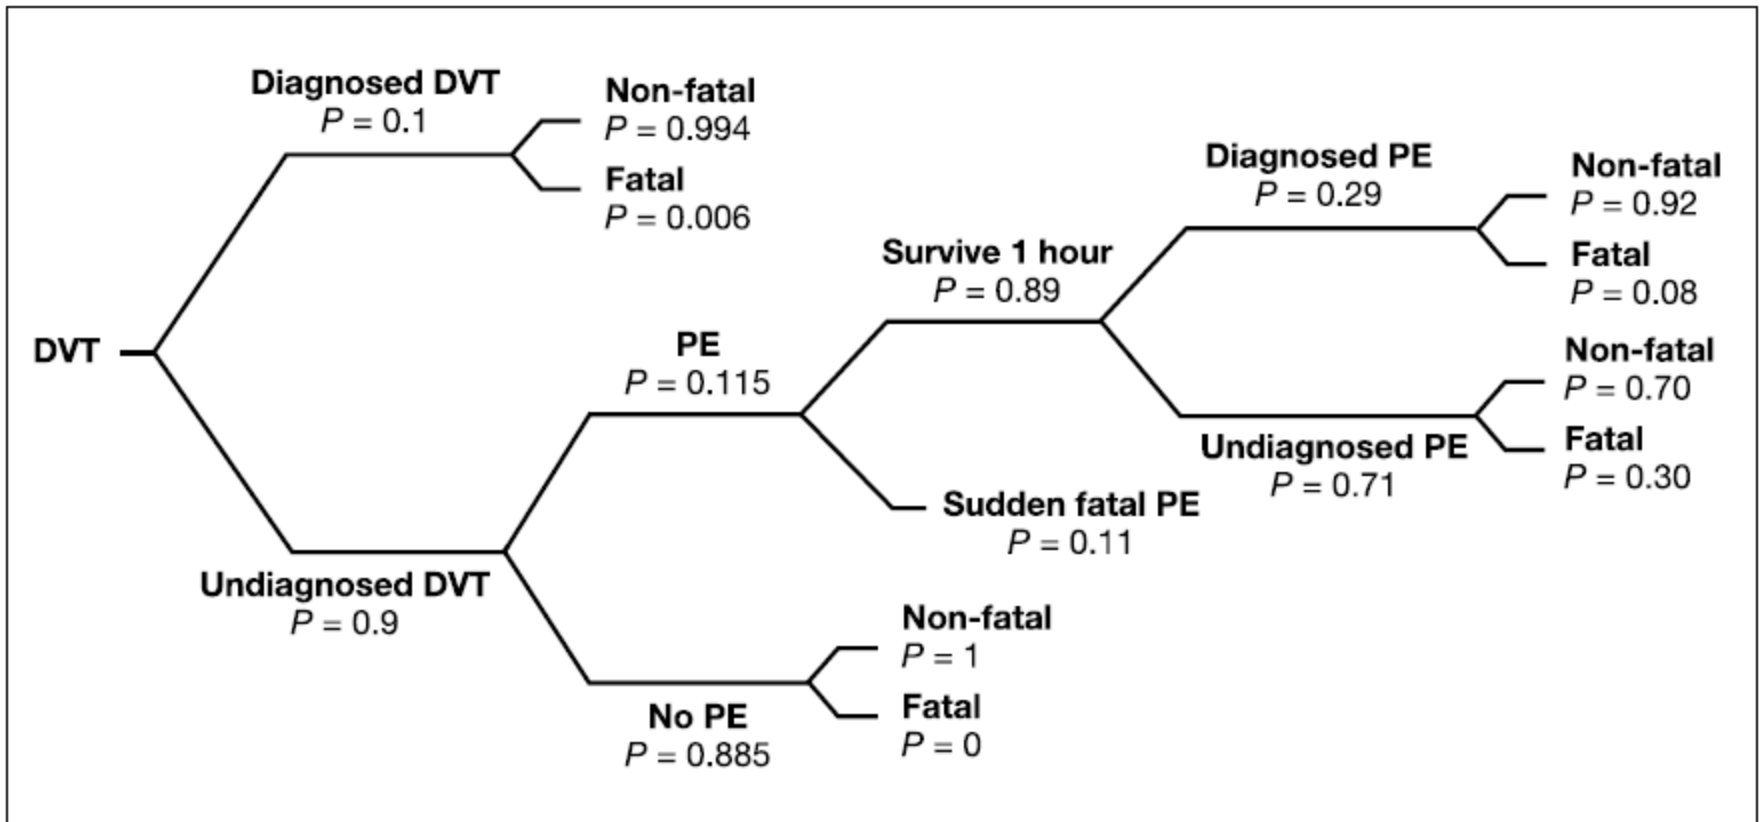 Diagnosed DVT
P = 0.1
Non-fatal
P = 0.994
Fatal
P = 0.006
DVT
Undiagnosed DVT
P = 0.9
PE
P = 0.115
Survive 1 hour
P = 0.89
Diagnosed PE
P = 0.29
Non-fatal
P = 0.92
Fatal
P = 0.08
Undiagnosed PE
P = 0.71
Non-fatal
P = 0.70
Fatal
P = 0.30
Sudden fatal PE
P = 0.11
No PE
P = 0.885
Non-fatal
P = 1
Fatal
P = 0